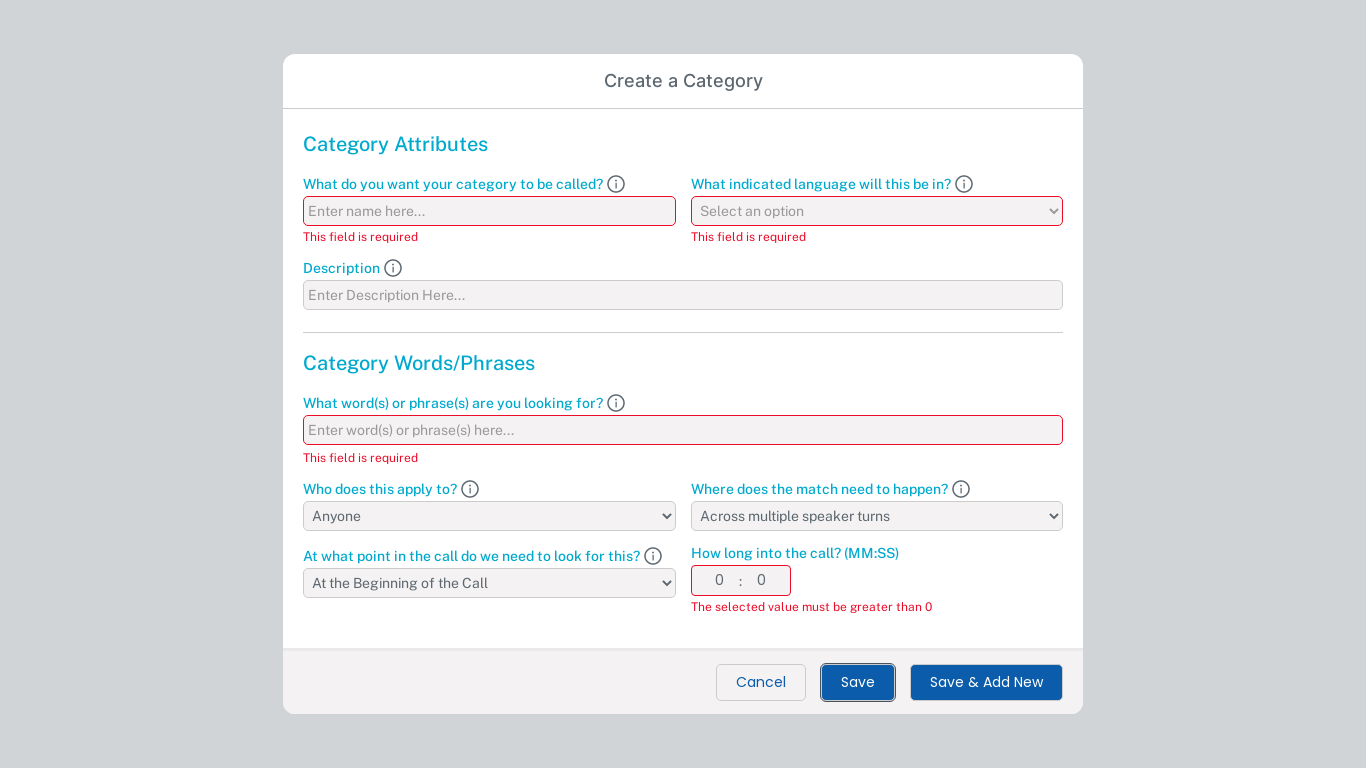 Create a Category
Category Attributes
What do you want your category to be called?
What indicated language will this be in?
Enter name here...
Select an option
This field is required
This field is required
Description
Enter Description Here...
Category Words/Phrases
What word(s) or phrase(s) are you looking for?
Enter word(s) or phrase(s) here...
This field is required
Who does this apply to?
Where does the match need to happen?
Anyone
Across multiple speaker turns
At what point in the call do we need to look for this?
How long into the call? (MM:SS)
At the Beginning of the Call
0 : 0
The selected value must be greater than 0
Cancel
Save
Save & Add New